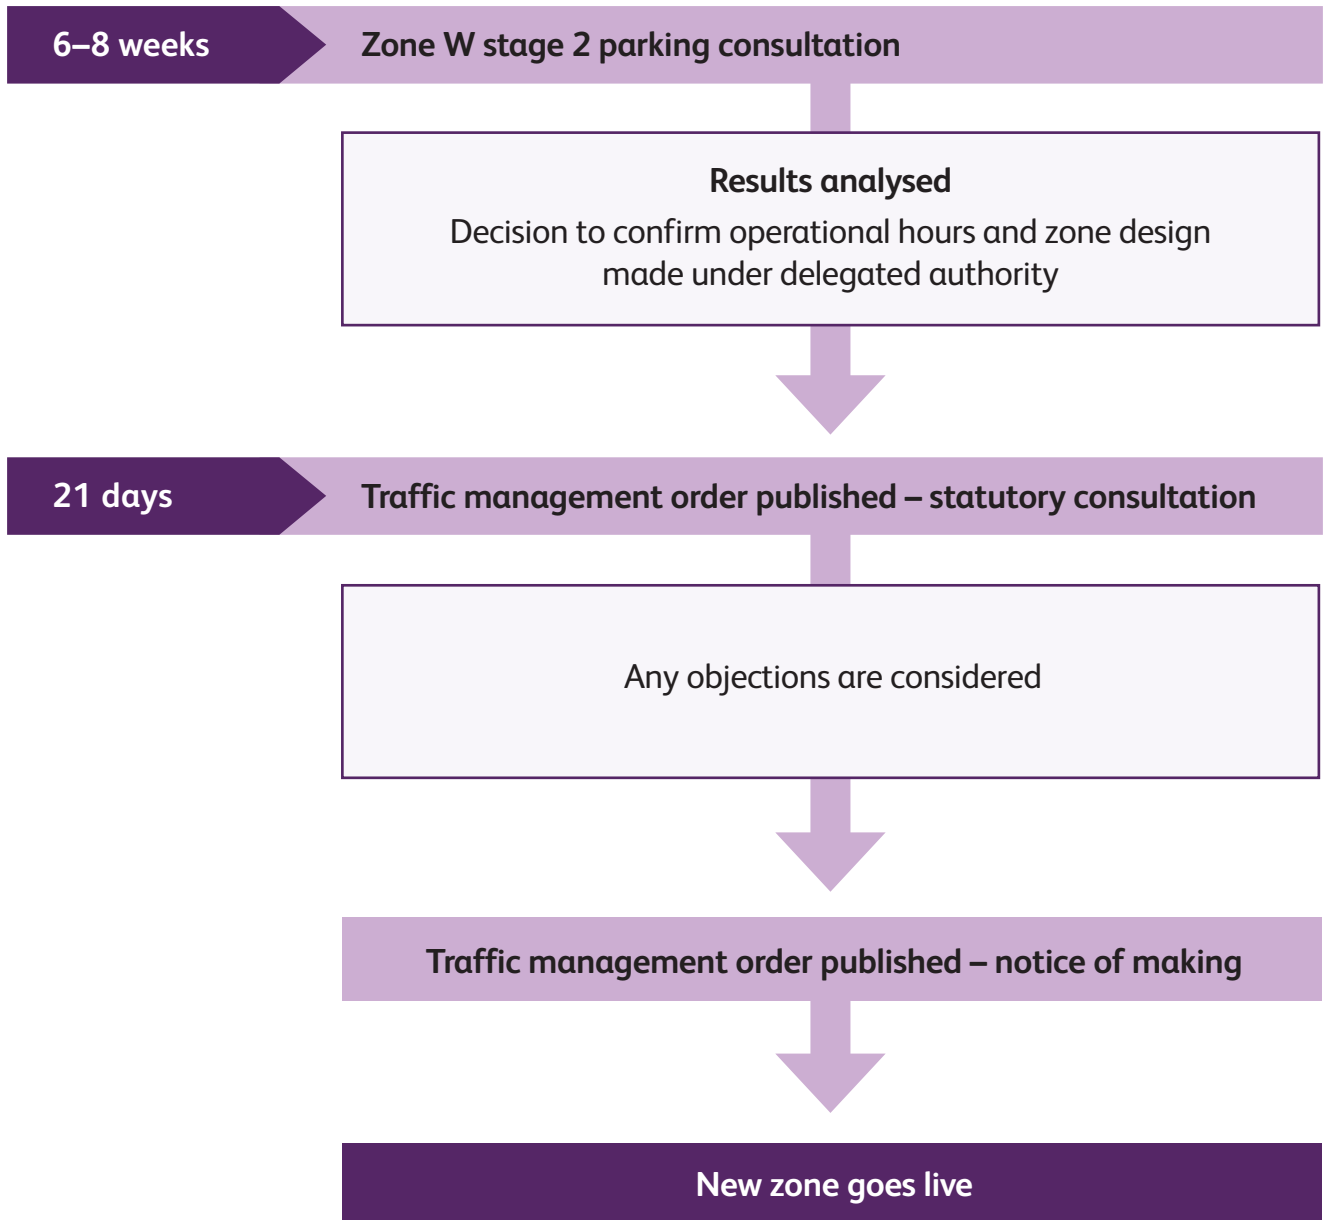 6–8 weeks
Zone W stage 2 parking consultation
Results analysed
Decision to confirm operational hours and zone design
made under delegated authority
21 days
Traffic management order published – statutory consultation
Any objections are considered
Traffic management order published – notice of making
New zone goes live